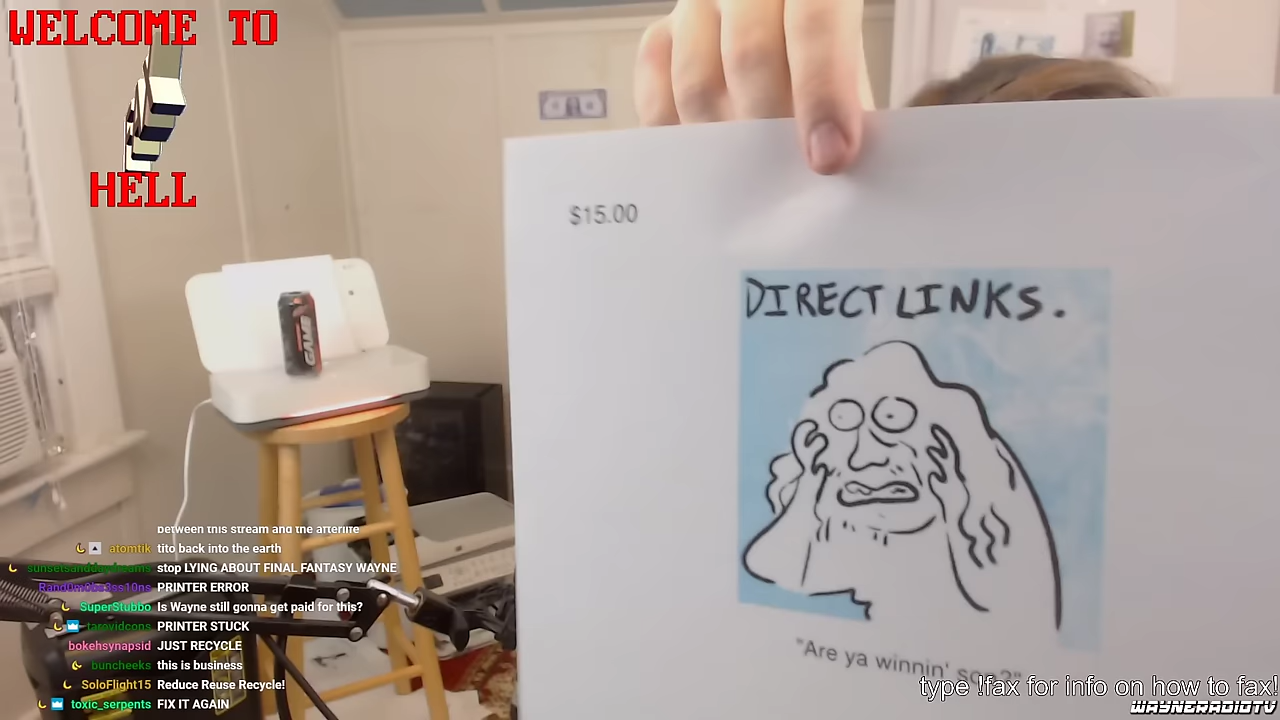 WELCOME TO
HELL
$15.00
DIRECT LINKS.
"Are ya winnin' son?"
between this stream and the afterlife
atomtik tito back into the earth
stop LYING ABOUT FINAL FANTASY WAYNE
PRINTER ERROR
SuperStubbo Is Wayne still gonna get paid for this?
tarovidcons PRINTER STUCK
bokehsynapsid JUST RECYCLE
buncheeks this is business
SoloFlight15 Reduce Reuse Recycle!
toxic_serpents FIX IT AGAIN
type !fax for info on how to fax!
WAYNERADIOTV